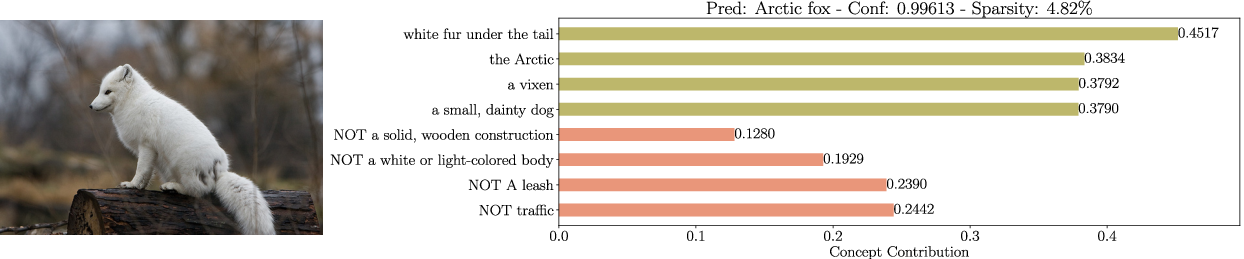 Pred: Arctic fox - Conf: 0.99613 - Sparsity: 4.82%
white fur under the tail 0.4517
the Arctic 0.3834
a vixen 0.3792
a small, dainty dog 0.3790
NOT a solid, wooden construction 0.1280
NOT a white or light-colored body 0.1929
NOT A leash 0.2390
NOT traffic 0.2442
0.0 0.1 0.2 0.3 0.4
Concept Contribution